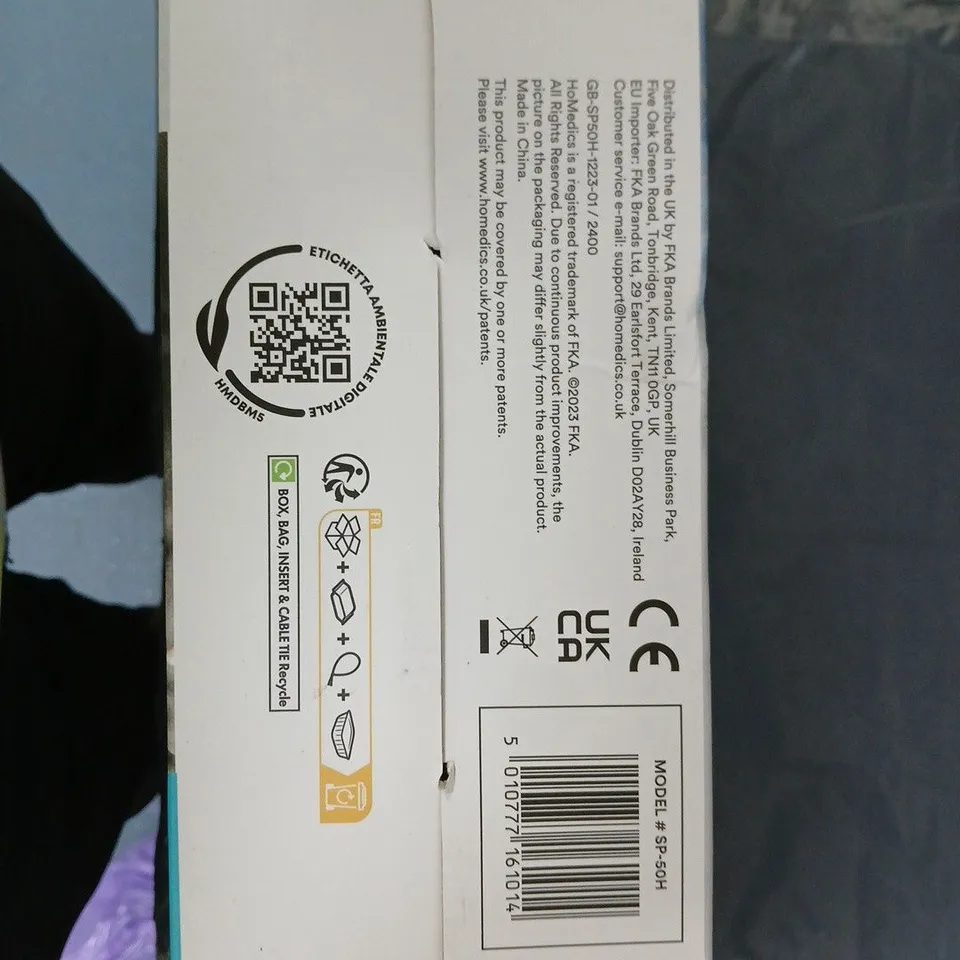 Distributed in the UK by FKA Brands Limited, Somerhill Business Park,
Five Oak Green Road, Tonbridge, Kent, TN11 0GP, UK
EU Importer: FKA Brands Ltd, 29 Earlsfort Terrace, Dublin D02AY28, Ireland
Customer service e-mail: support@homedics.co.uk
GB-SP50H-1223-01 / 2400
HoMedics is a registered trademark of FKA. ©2023 FKA.
All Rights Reserved. Due to continuous product improvements, the
picture on the packaging may differ slightly from the actual product.
Made in China.
This product may be covered by one or more patents.
Please visit www.homedics.co.uk/patents.
CE
UK
CA
MODEL # SP-50H
5 010777 161014
ETICHETTA AMBIENTALE DIGITALE
HMDBMS
FR
+ + +
BOX, BAG, INSERT & CABLE TIE Recycle